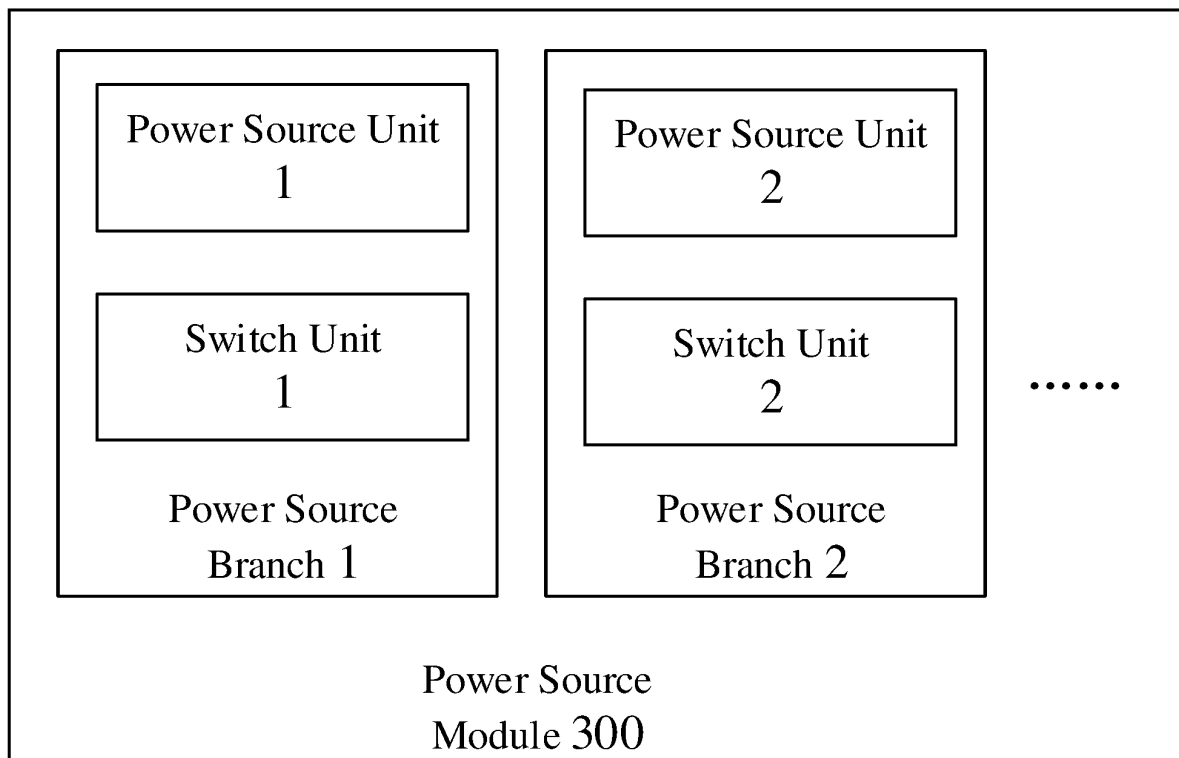 Power Source Unit
1
Switch Unit
1
Power Source
Branch 1
Power Source Unit
2
Switch Unit
2
Power Source
Branch 2
......
Power Source
Module 300